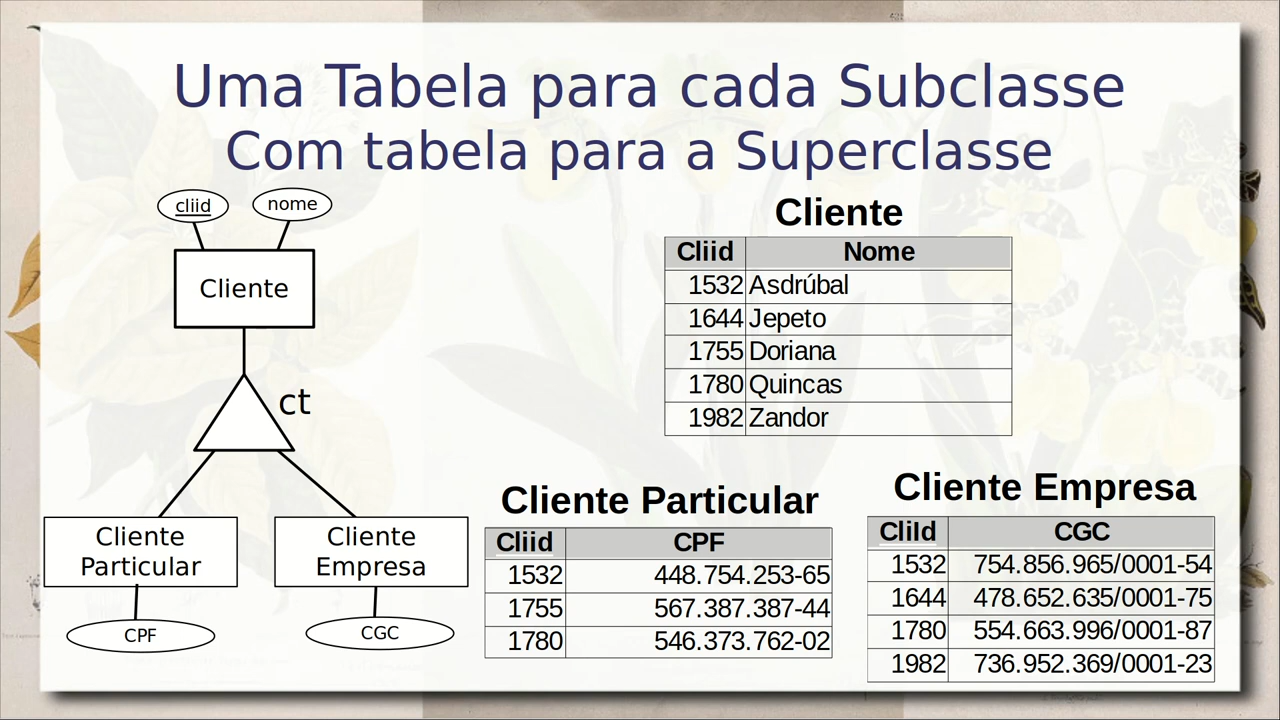 Uma Tabela para cada Subclasse
Com tabela para a Superclasse
cliid
nome
Cliente
ct
Cliente
Particular
Cliente
Empresa
CPF
CGC
Cliente
Cliid Nome
1532 Asdrúbal
1644 Jepeto
1755 Doriana
1780 Quincas
1982 Zandor
Cliente Particular
Cliid CPF
1532 448.754.253-65
1755 567.387.387-44
1780 546.373.762-02
Cliente Empresa
CliId CGC
1532 754.856.965/0001-54
1644 478.652.635/0001-75
1780 554.663.996/0001-87
1982 736.952.369/0001-23